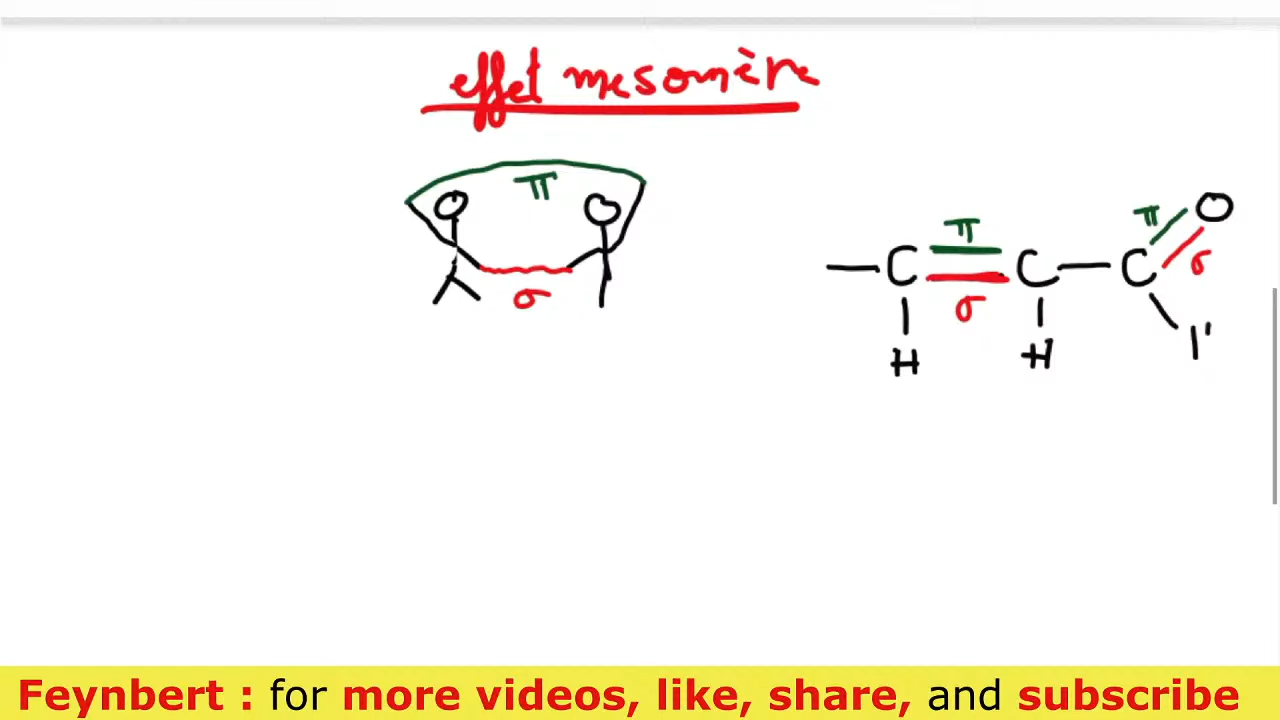 effet mesomère
π
σ
π
O
π
σ
C
C
C
σ
H
H
Feynbert : for more videos, like, share, and subscribe